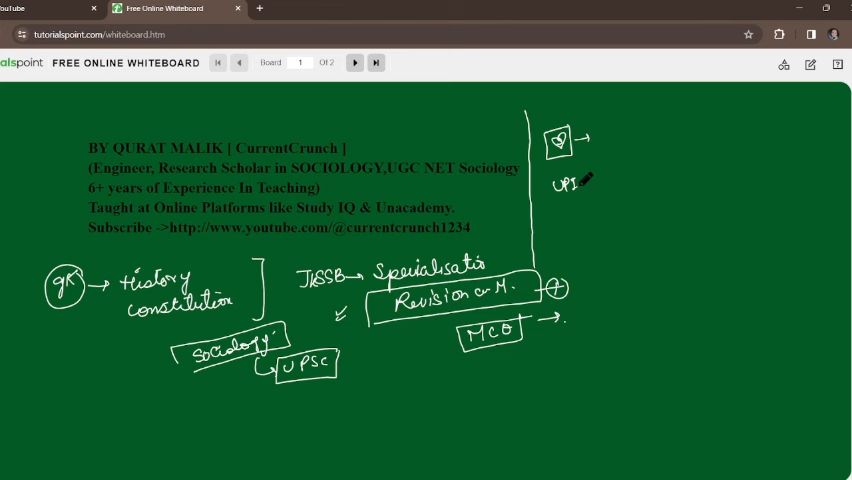 YouTube
Free Online Whiteboard
tutorialspoint.com/whiteboard.htm
alspoint FREE ONLINE WHITEBOARD Board 1 Of 2
BY QURAT MALIK [ CurrentCrunch ]
(Engineer, Research Scholar in SOCIOLOGY,UGC NET Sociology
6+ years of Experience In Teaching)
Taught at Online Platforms like Study IQ & Unacademy.
Subscribe ->http://www.youtube.com/@currentcrunch1234
UPI
GK → History
constitution
JKSSB → Specialisatio
Revision cum M.
MCQ →
Sociology
UPSC